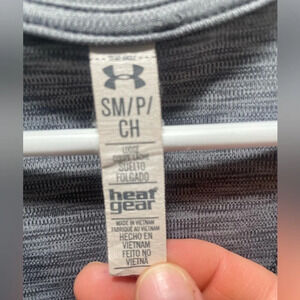 SM/P/
CH
LOOSE
SUELTO
FOLGADO
heat
gear
MADE IN VIETNAM
FABRIQUÉ AU VIETNAM
HECHO EN
VIETNAM
FEITO NO
VIETNÃ